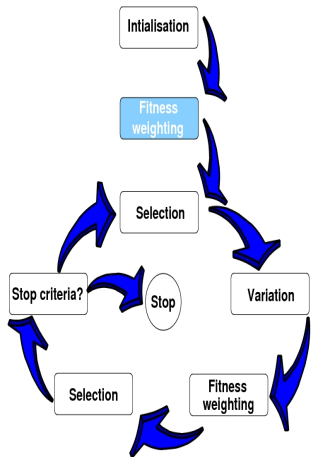 Intialisation
Fitness
weighting
Selection
Variation
Fitness
weighting
Selection
Stop criteria?
Stop